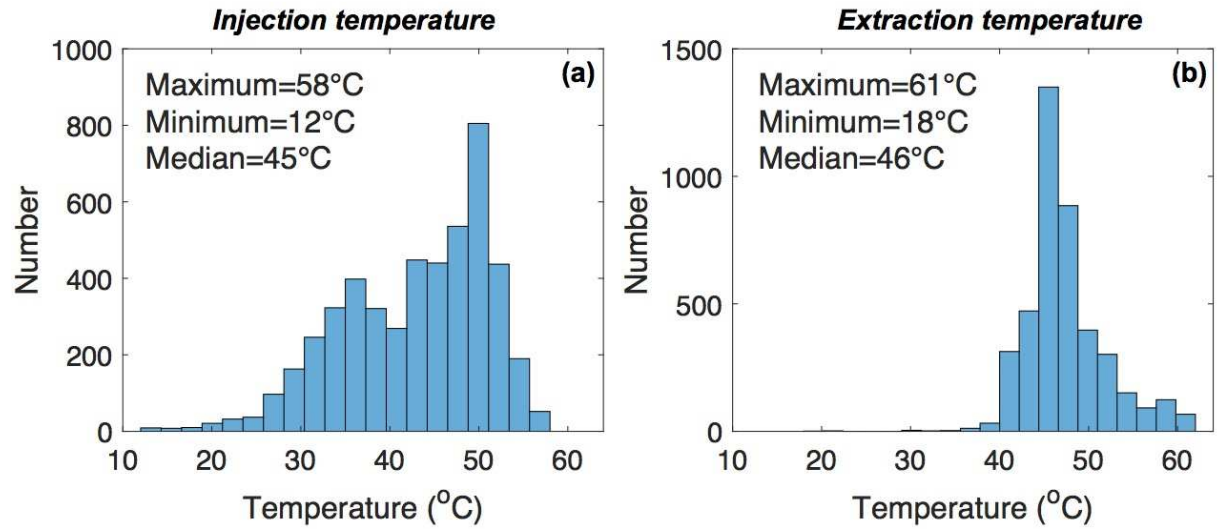 Injection temperature
(a)
Maximum=58°C
Minimum=12°C
Median=45°C
1000
800
600
400
200
0
Number
10 20 30 40 50 60
Temperature (°C)
Extraction temperature
(b)
Maximum=61°C
Minimum=18°C
Median=46°C
1500
1000
500
0
Number
10 20 30 40 50 60
Temperature (°C)